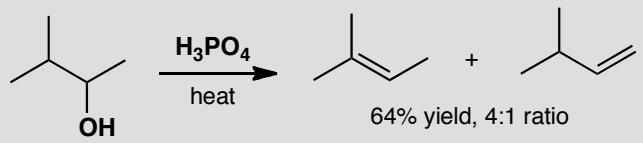 H₃PO₄
heat
OH
+
64% yield, 4:1 ratio